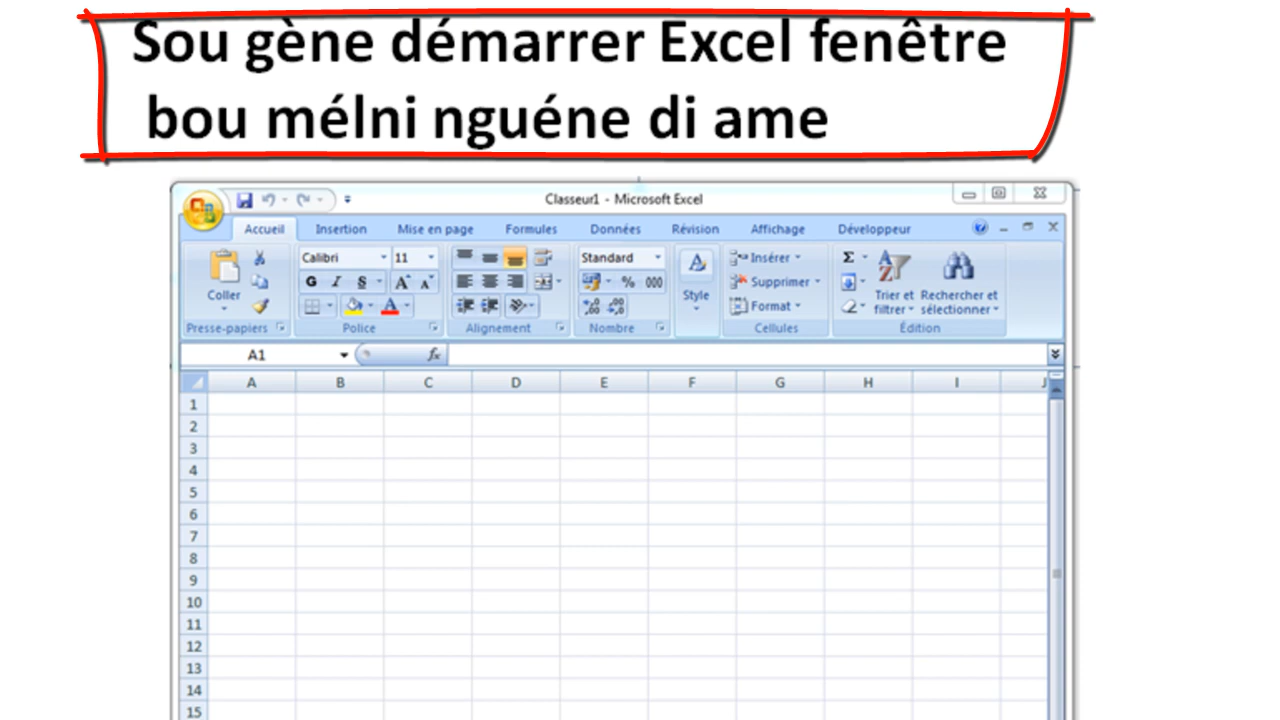 Sou gène démarrer Excel fenêtre
bou mélni nguéne di ame
Classeur1 - Microsoft Excel
Accueil Insertion Mise en page Formules Données Révision Affichage Développeur
Calibri 11 Standard Insérer Σ
Coller G I S A A % 000 Style Supprimer Trier et filtrer Rechercher et sélectionner
A Format
Presse-papiers Police Alignement Nombre Cellules Édition
A1 fx
A B C D E F G H I J
1
2
3
4
5
6
7
8
9
10
11
12
13
14
15